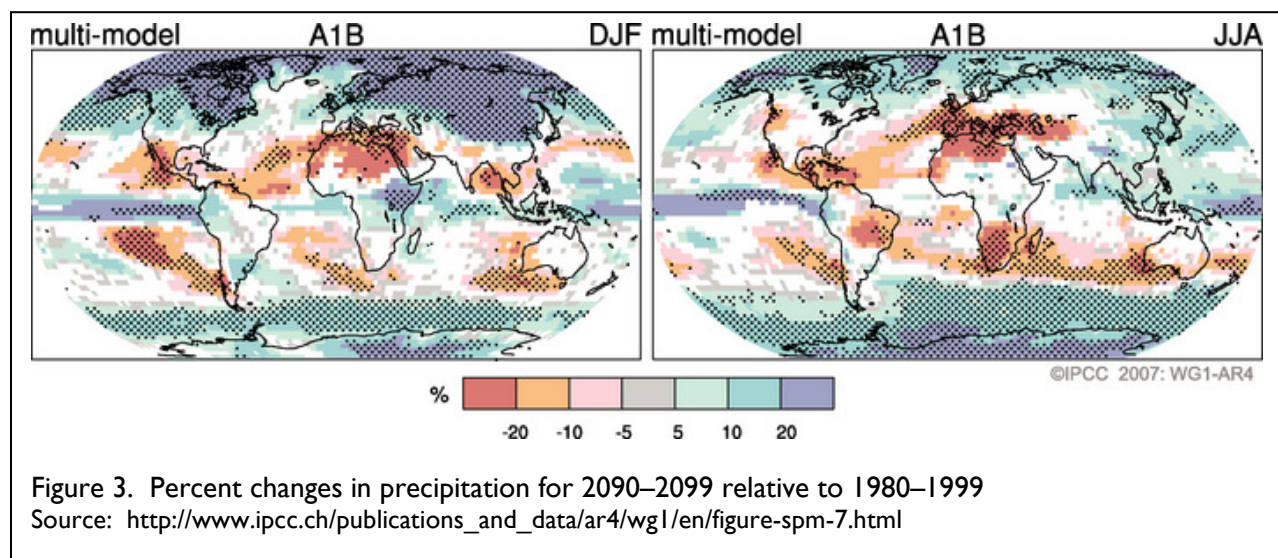 multi-model A1B DJF
multi-model A1B JJA
©IPCC 2007: WG1-AR4
%
-20 -10 -5 5 10 20
Figure 3. Percent changes in precipitation for 2090–2099 relative to 1980–1999
Source: http://www.ipcc.ch/publications_and_data/ar4/wg1/en/figure-spm-7.html